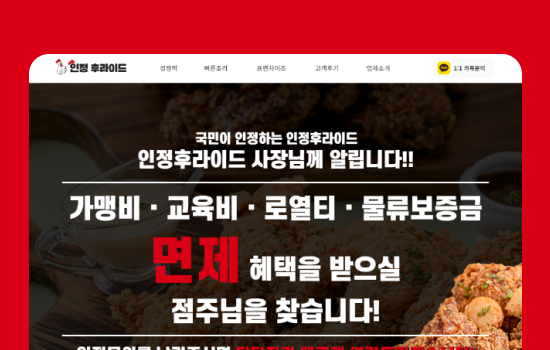 인정 후라이드
경쟁력 빠른조리 프랜차이즈 고객후기 업체소개 1:1 카톡문의
국민이 인정하는 인정후라이드
인정후라이드 사장님께 알립니다!!
가맹비 · 교육비 · 로열티 · 물류보증금
면제 혜택을 받으실
점주님을 찾습니다!